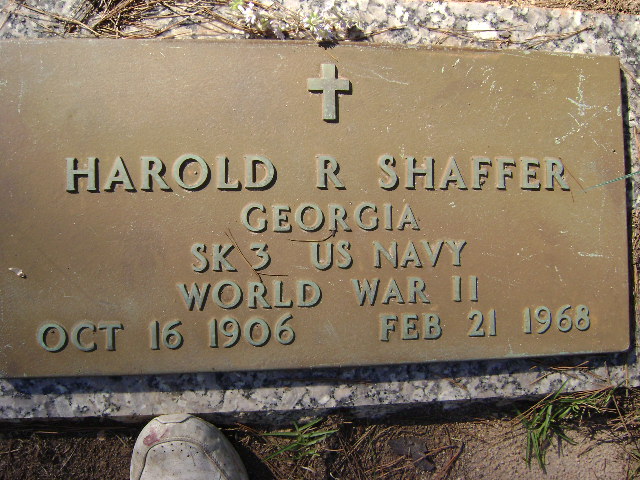 HAROLD R SHAFFER
GEORGIA
SK 3 US NAVY
WORLD WAR II
OCT 16 1906 FEB 21 1968